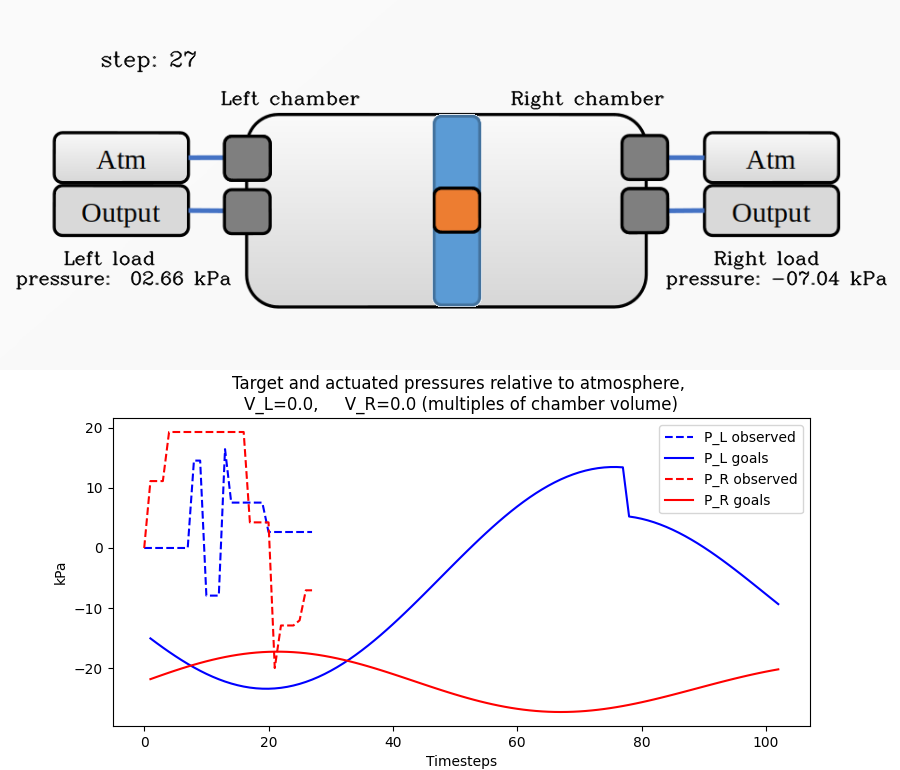 step: 27
Left chamber
Right chamber
Atm
Atm
Output
Output
Left load
pressure:  02.66 kPa
Right load
pressure: −07.04 kPa
Target and actuated pressures relative to atmosphere,
V_L=0.0,     V_R=0.0 (multiples of chamber volume)
20
10
0
−10
−20
kPa
P_L observed
P_L goals
P_R observed
P_R goals
0
20
40
60
80
100
Timesteps